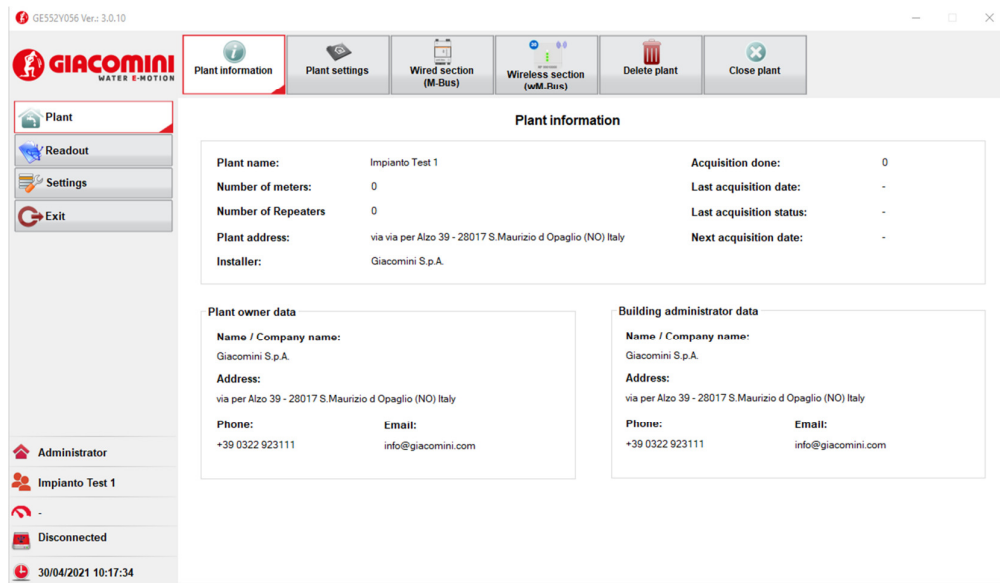 GE552Y056 Ver.: 3.0.10
GIACOMINI
WATER E-MOTION
Plant information
Plant settings
Wired section
(M-Bus)
Wireless section
(wM.Bus)
Delete plant
Close plant
Plant
Readout
Settings
Exit
Plant information
Plant name: Impianto Test 1 Acquisition done: 0
Number of meters: 0 Last acquisition date: -
Number of Repeaters 0 Last acquisition status: -
Plant address: via via per Alzo 39 - 28017 S.Maurizio d Opaglio (NO) Italy Next acquisition date: -
Installer: Giacomini S.p.A.
Plant owner data
Name / Company name:
Giacomini S.p.A.
Address:
via per Alzo 39 - 28017 S.Maurizio d Opaglio (NO) Italy
Phone: Email:
+39 0322 923111 info@giacomini.com
Building administrator data
Name / Company name:
Giacomini S.p.A.
Address:
via per Alzo 39 - 28017 S.Maurizio d Opaglio (NO) Italy
Phone: Email:
+39 0322 923111 info@giacomini.com
Administrator
Impianto Test 1
-
Disconnected
30/04/2021 10:17:34